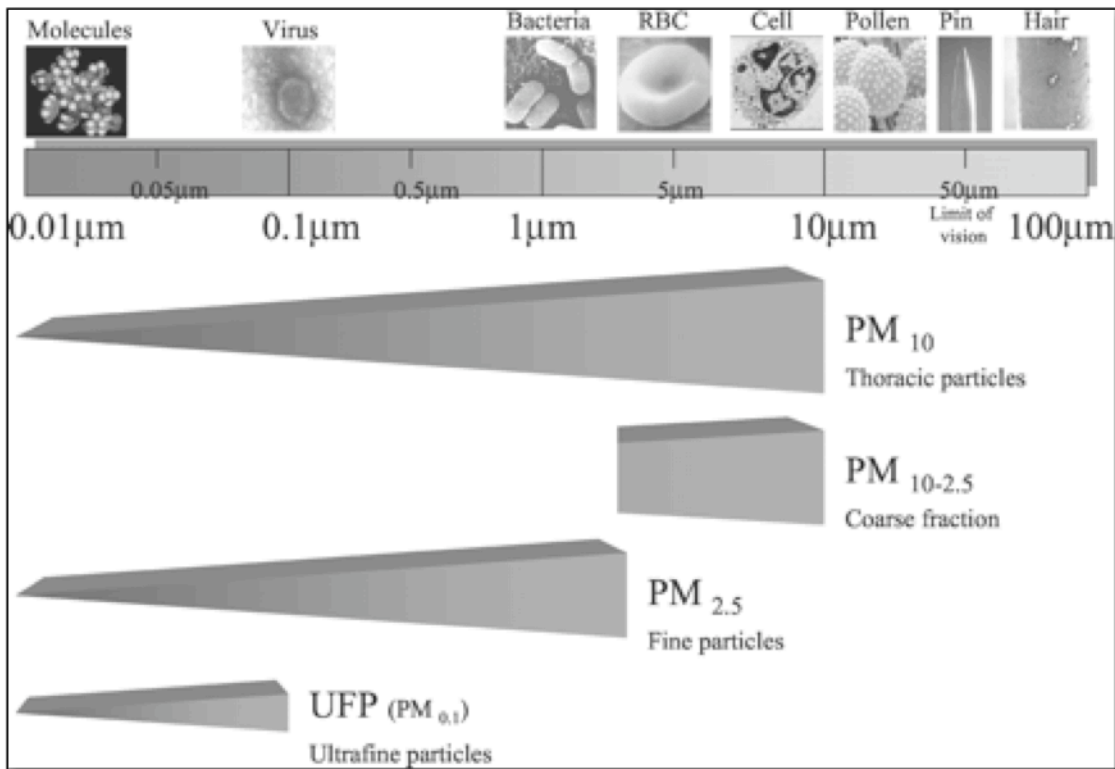 Molecules
Virus
Bacteria
RBC
Cell
Pollen
Pin
Hair
0.05µm
0.5µm
5µm
50µm
0.01µm
0.1µm
1µm
10µm
Limit of
vision
100µm
PM 10
Thoracic particles
PM 10-2.5
Coarse fraction
PM 2.5
Fine particles
UFP (PM 0.1)
Ultrafine particles